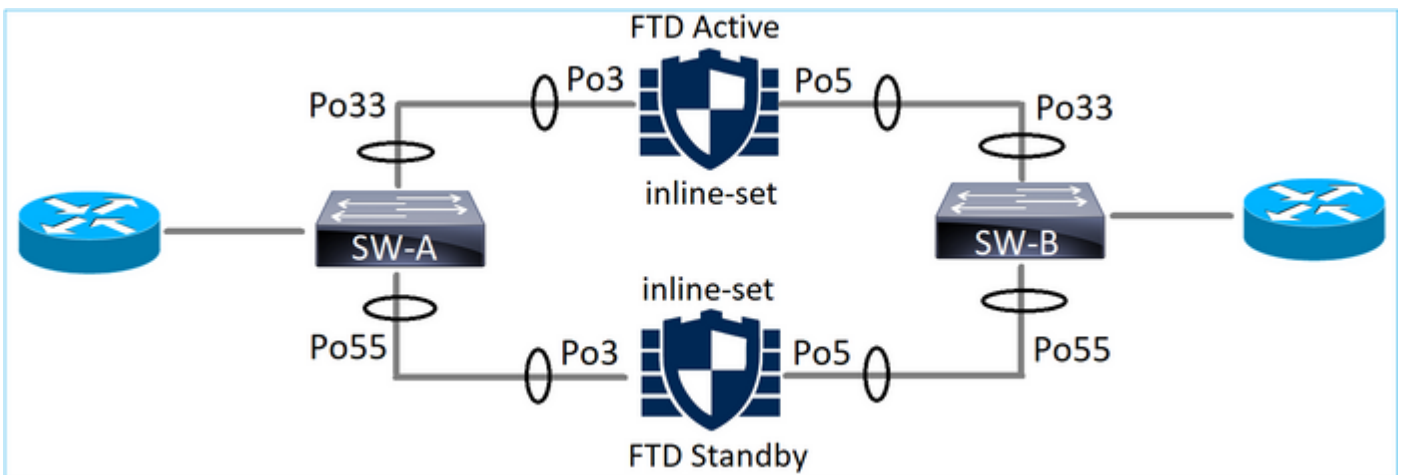 FTD Active
Po3
Po5
Po33
Po33
inline-set
SW-A
SW-B
inline-set
Po55
Po3
Po5
Po55
FTD Standby